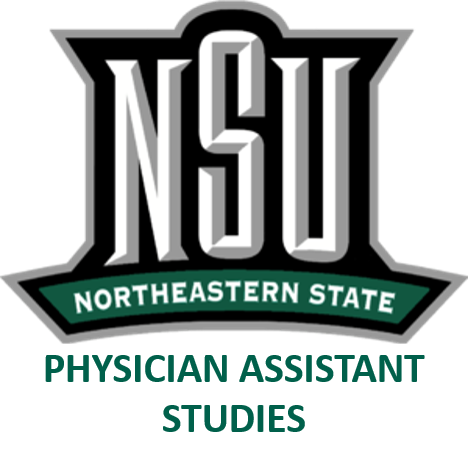 NSU
NORTHEASTERN STATE
PHYSICIAN ASSISTANT
STUDIES